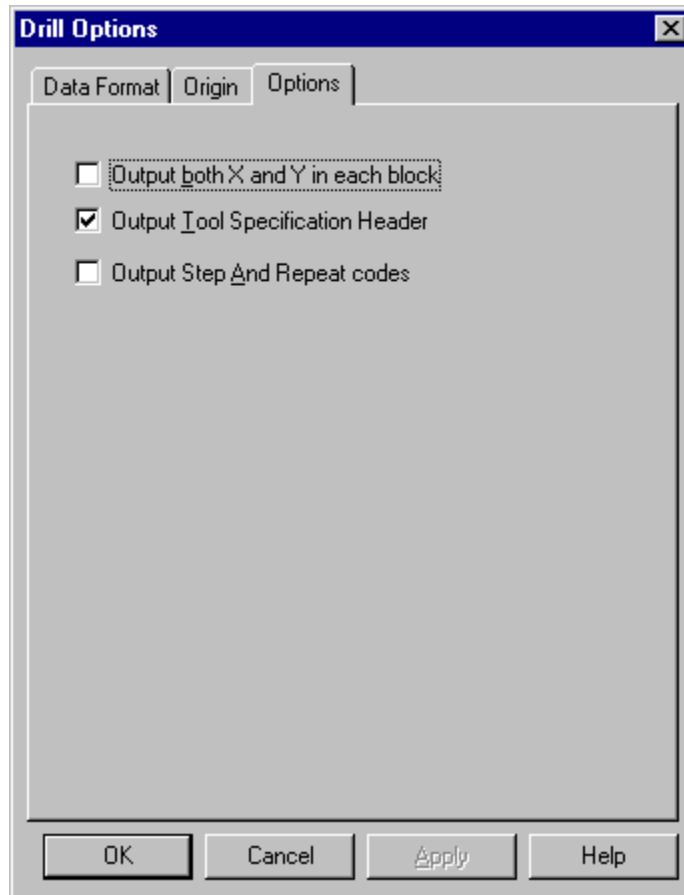 Drill Options
Data Format Origin Options
Output both X and Y in each block
Output Tool Specification Header
Output Step And Repeat codes
OK Cancel Apply Help